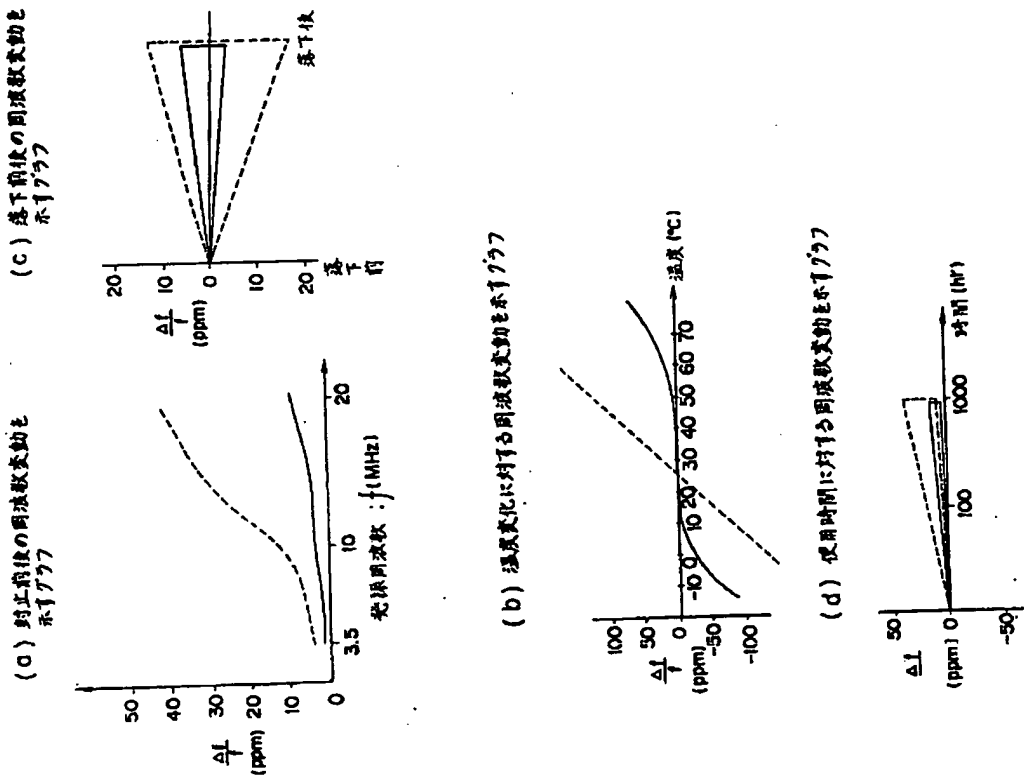 (a) 封止前後の周波数変動を
示すグラフ
50
40
30
20
10
0
Δf/f
(ppm)
3.5
10
20
発振周波数 : f (MHz)
(c) 落下前後の周波数変動を
示すグラフ
20
10
0
10
20
Δf/f
(ppm)
落下前
落下後
(b) 温度変化に対する周波数変動を示すグラフ
100
50
0
-50
-100
Δf/f
(ppm)
-10 0 10 20 30 40 50 60 70
温度 (°C)
(d) 使用時間に対する周波数変動を示すグラフ
50
0
-50
Δf
(ppm)
100
1000
時間 (hr)